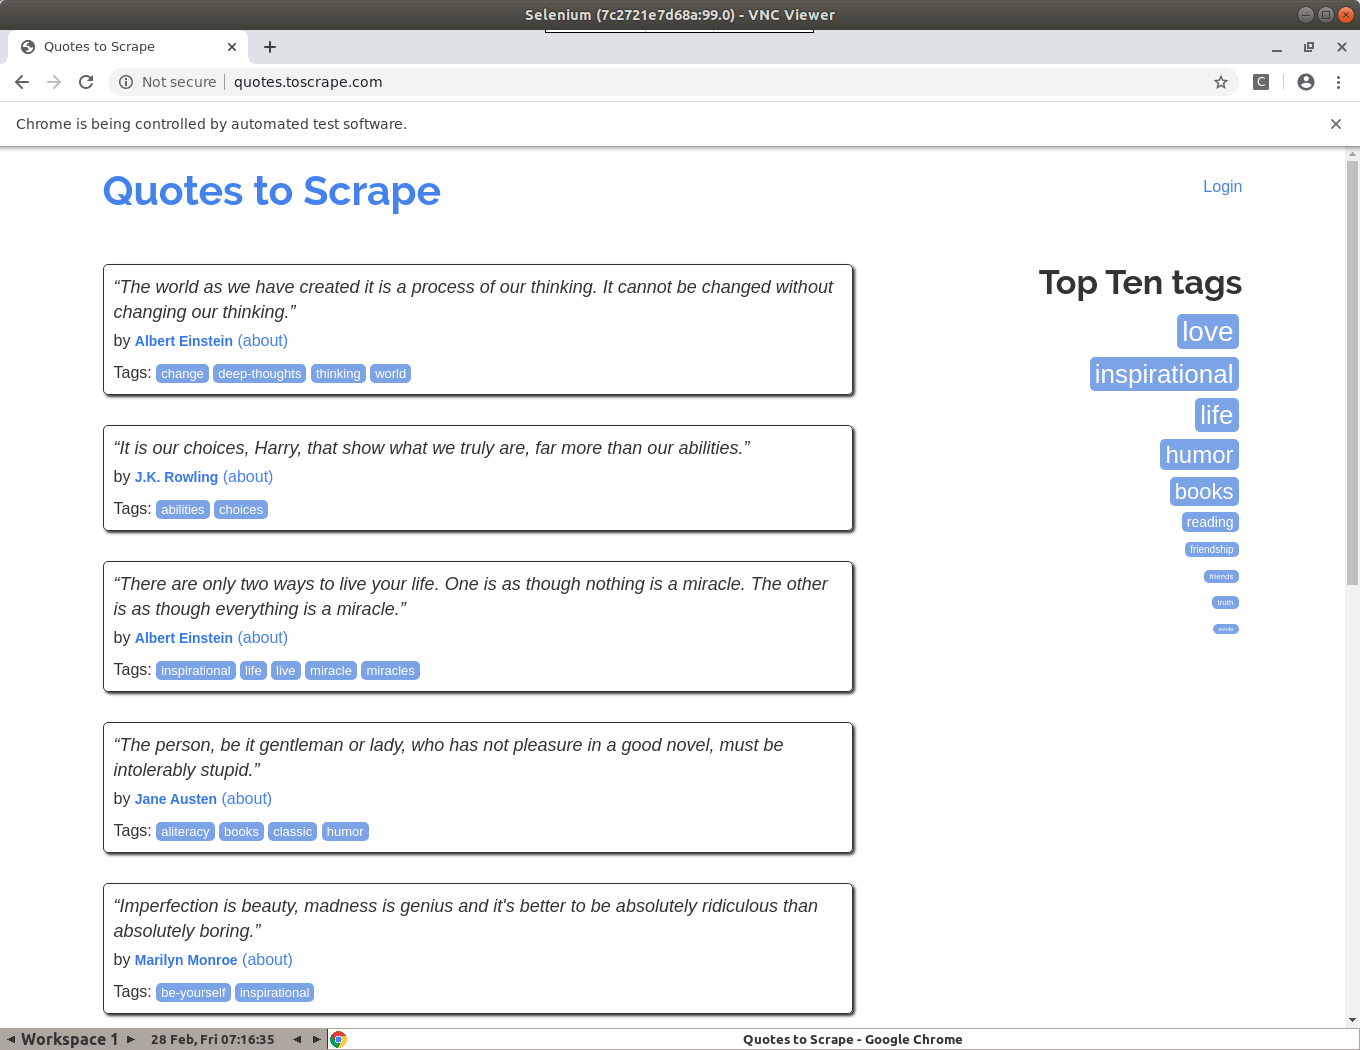 Selenium (7c2721e7d68a:99.0) - VNC Viewer
Quotes to Scrape
Not secure | quotes.toscrape.com
C
Chrome is being controlled by automated test software.
Quotes to Scrape
Login
“The world as we have created it is a process of our thinking. It cannot be changed without
changing our thinking.”
by Albert Einstein (about)
Tags: change deep-thoughts thinking world
“It is our choices, Harry, that show what we truly are, far more than our abilities.”
by J.K. Rowling (about)
Tags: abilities choices
“There are only two ways to live your life. One is as though nothing is a miracle. The other
is as though everything is a miracle.”
by Albert Einstein (about)
Tags: inspirational life live miracle miracles
“The person, be it gentleman or lady, who has not pleasure in a good novel, must be
intolerably stupid.”
by Jane Austen (about)
Tags: aliteracy books classic humor
“Imperfection is beauty, madness is genius and it's better to be absolutely ridiculous than
absolutely boring.”
by Marilyn Monroe (about)
Tags: be-yourself inspirational
Top Ten tags
love
inspirational
life
humor
books
reading
friendship
friends
truth
simile
Workspace 1
28 Feb, Fri 07:16:35
Quotes to Scrape - Google Chrome